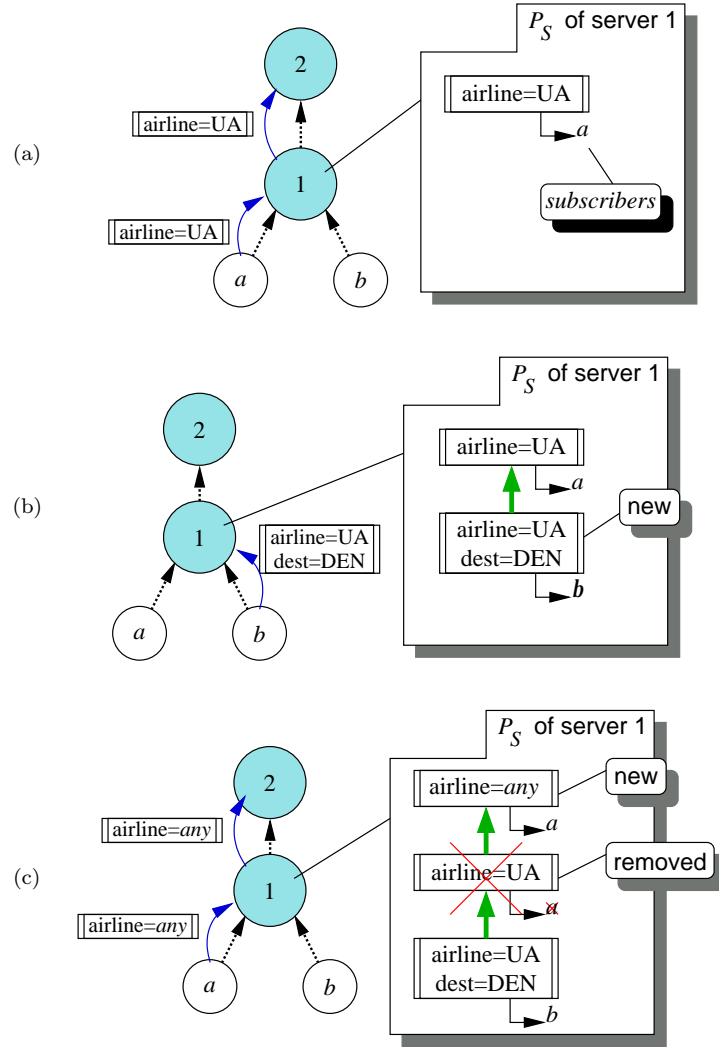 (a)
2
1
a
b
airline=UA
airline=UA
P_S of server 1
airline=UA
a
subscribers
(b)
2
1
a
b
airline=UA
dest=DEN
P_S of server 1
airline=UA
a
airline=UA
dest=DEN
b
new
(c)
2
1
a
b
airline=any
airline=any
P_S of server 1
airline=any
a
new
airline=UA
a
removed
airline=UA
dest=DEN
b